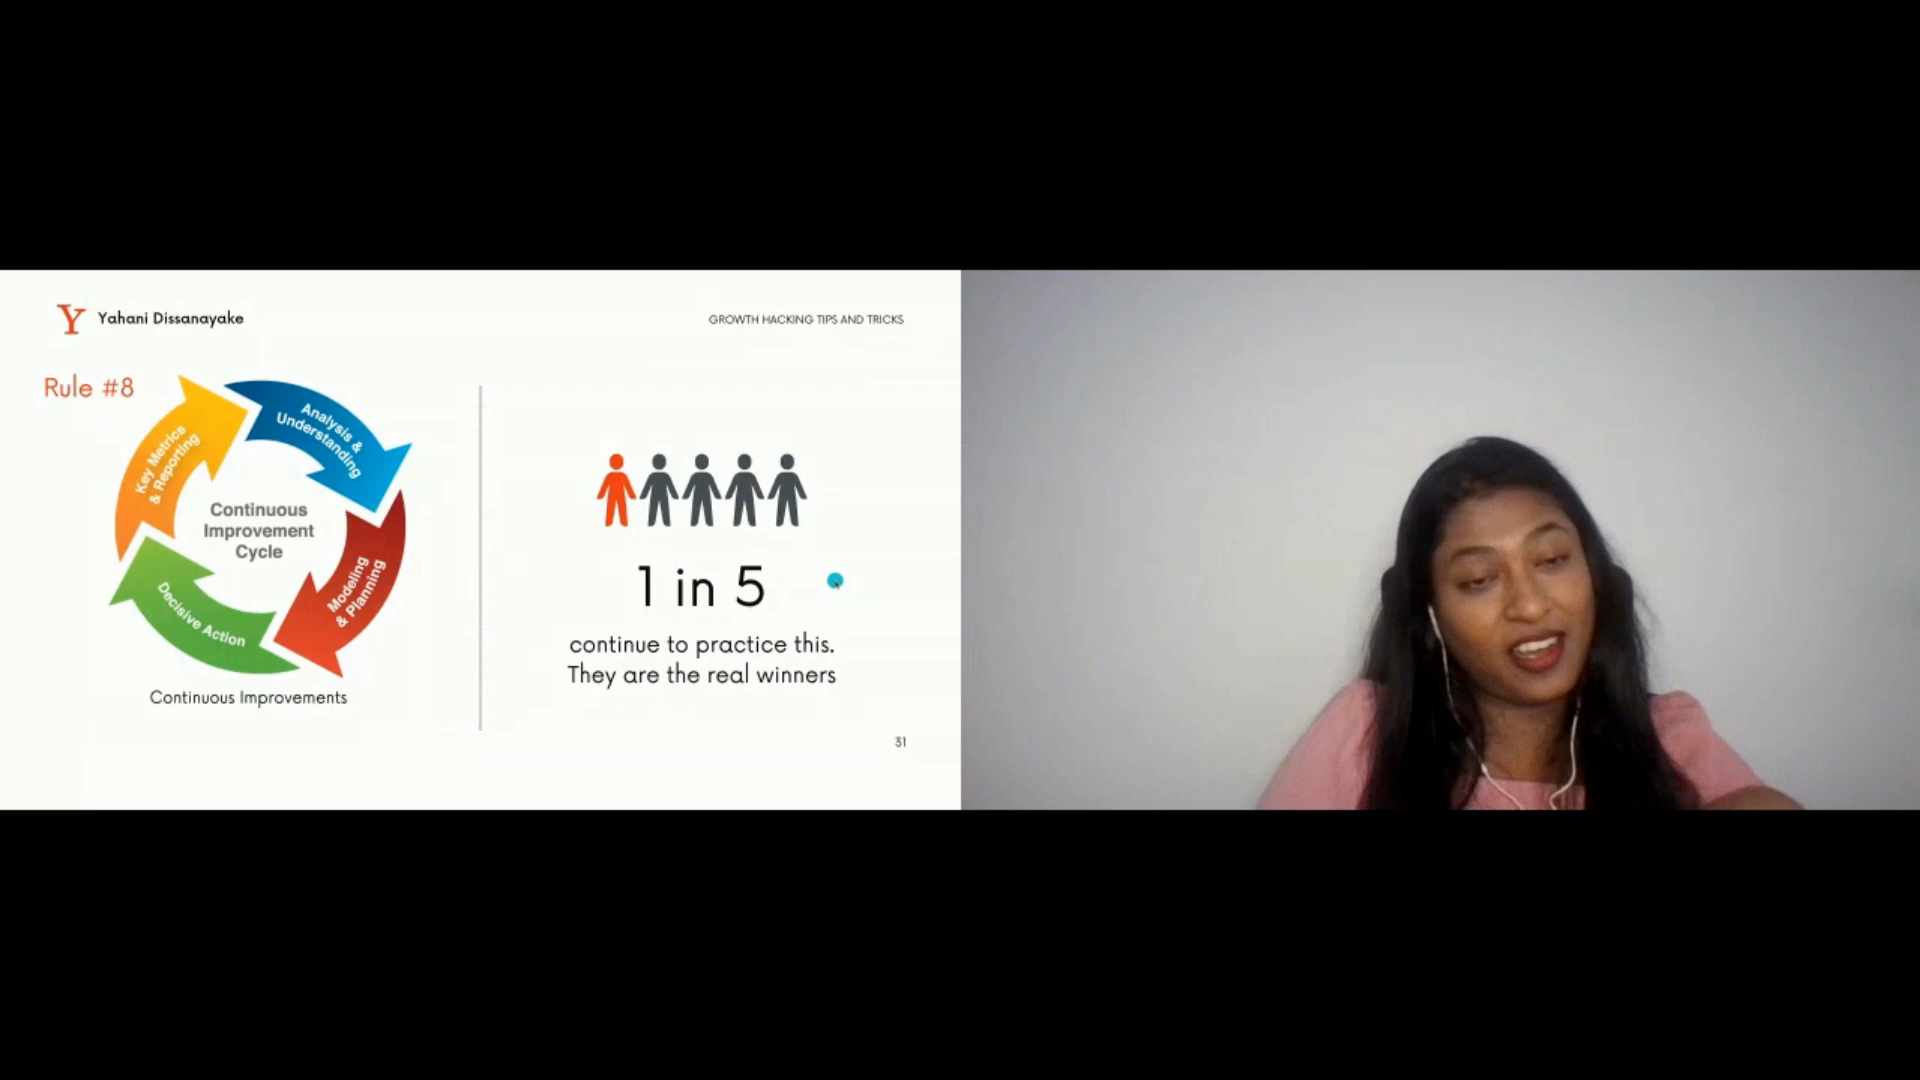 Y Yahani Dissanayake
GROWTH HACKING TIPS AND TRICKS
Rule #8
Analysis &
Understanding
Modeling
& Planning
Decisive Action
Key Metrics
& Reporting
Continuous
Improvement
Cycle
Continuous Improvements
1 in 5
continue to practice this.
They are the real winners
31